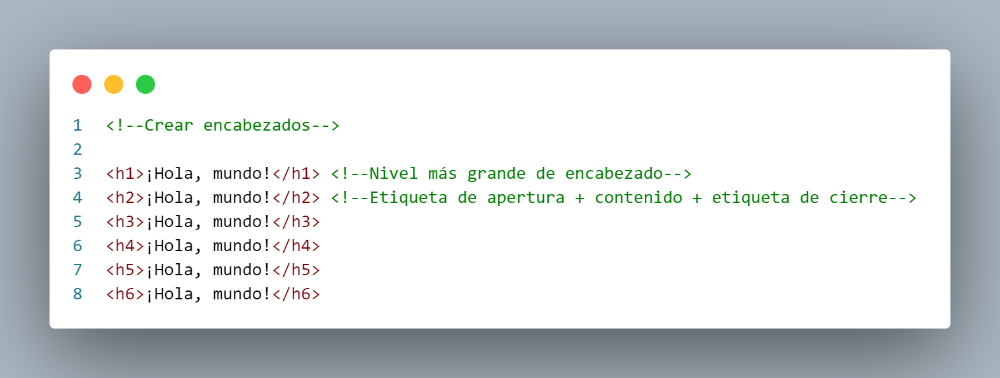 1 <!--Crear encabezados-->
2
3 <h1>¡Hola, mundo!</h1> <!--Nivel más grande de encabezado-->
4 <h2>¡Hola, mundo!</h2> <!--Etiqueta de apertura + contenido + etiqueta de cierre-->
5 <h3>¡Hola, mundo!</h3>
6 <h4>¡Hola, mundo!</h4>
7 <h5>¡Hola, mundo!</h5>
8 <h6>¡Hola, mundo!</h6>